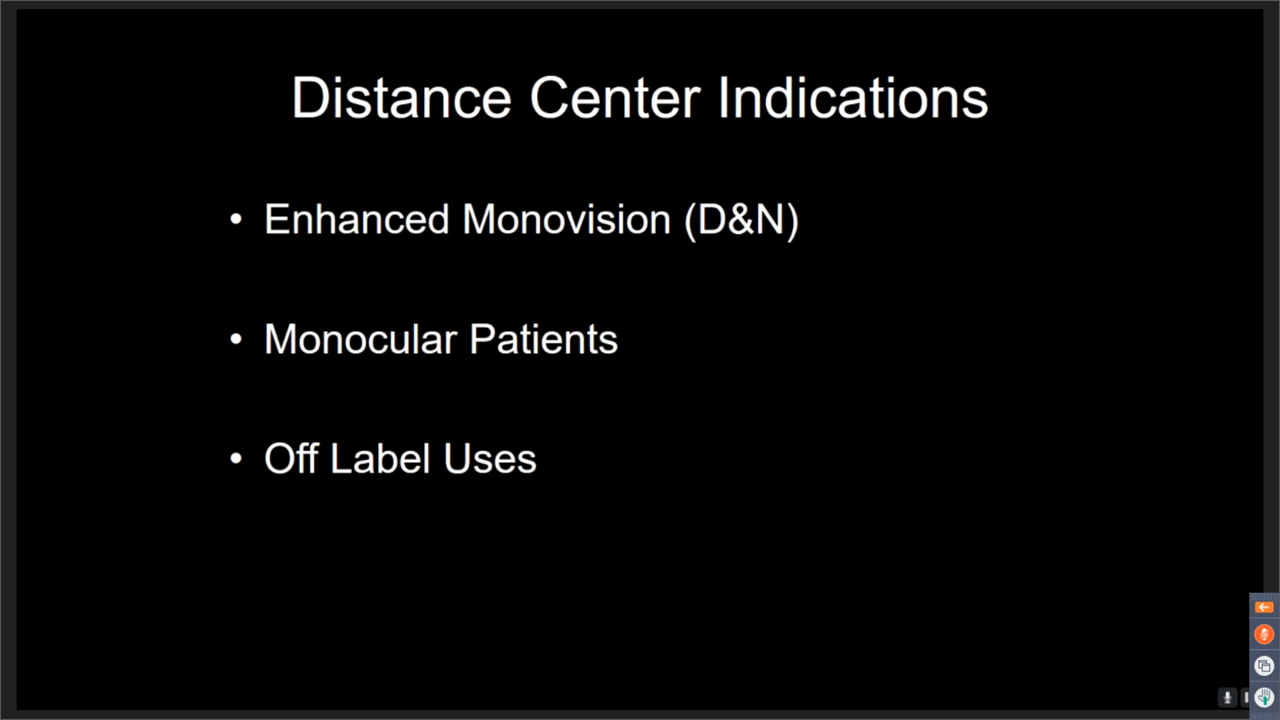 Distance Center Indications
• Enhanced Monovision (D&N)
• Monocular Patients
• Off Label Uses